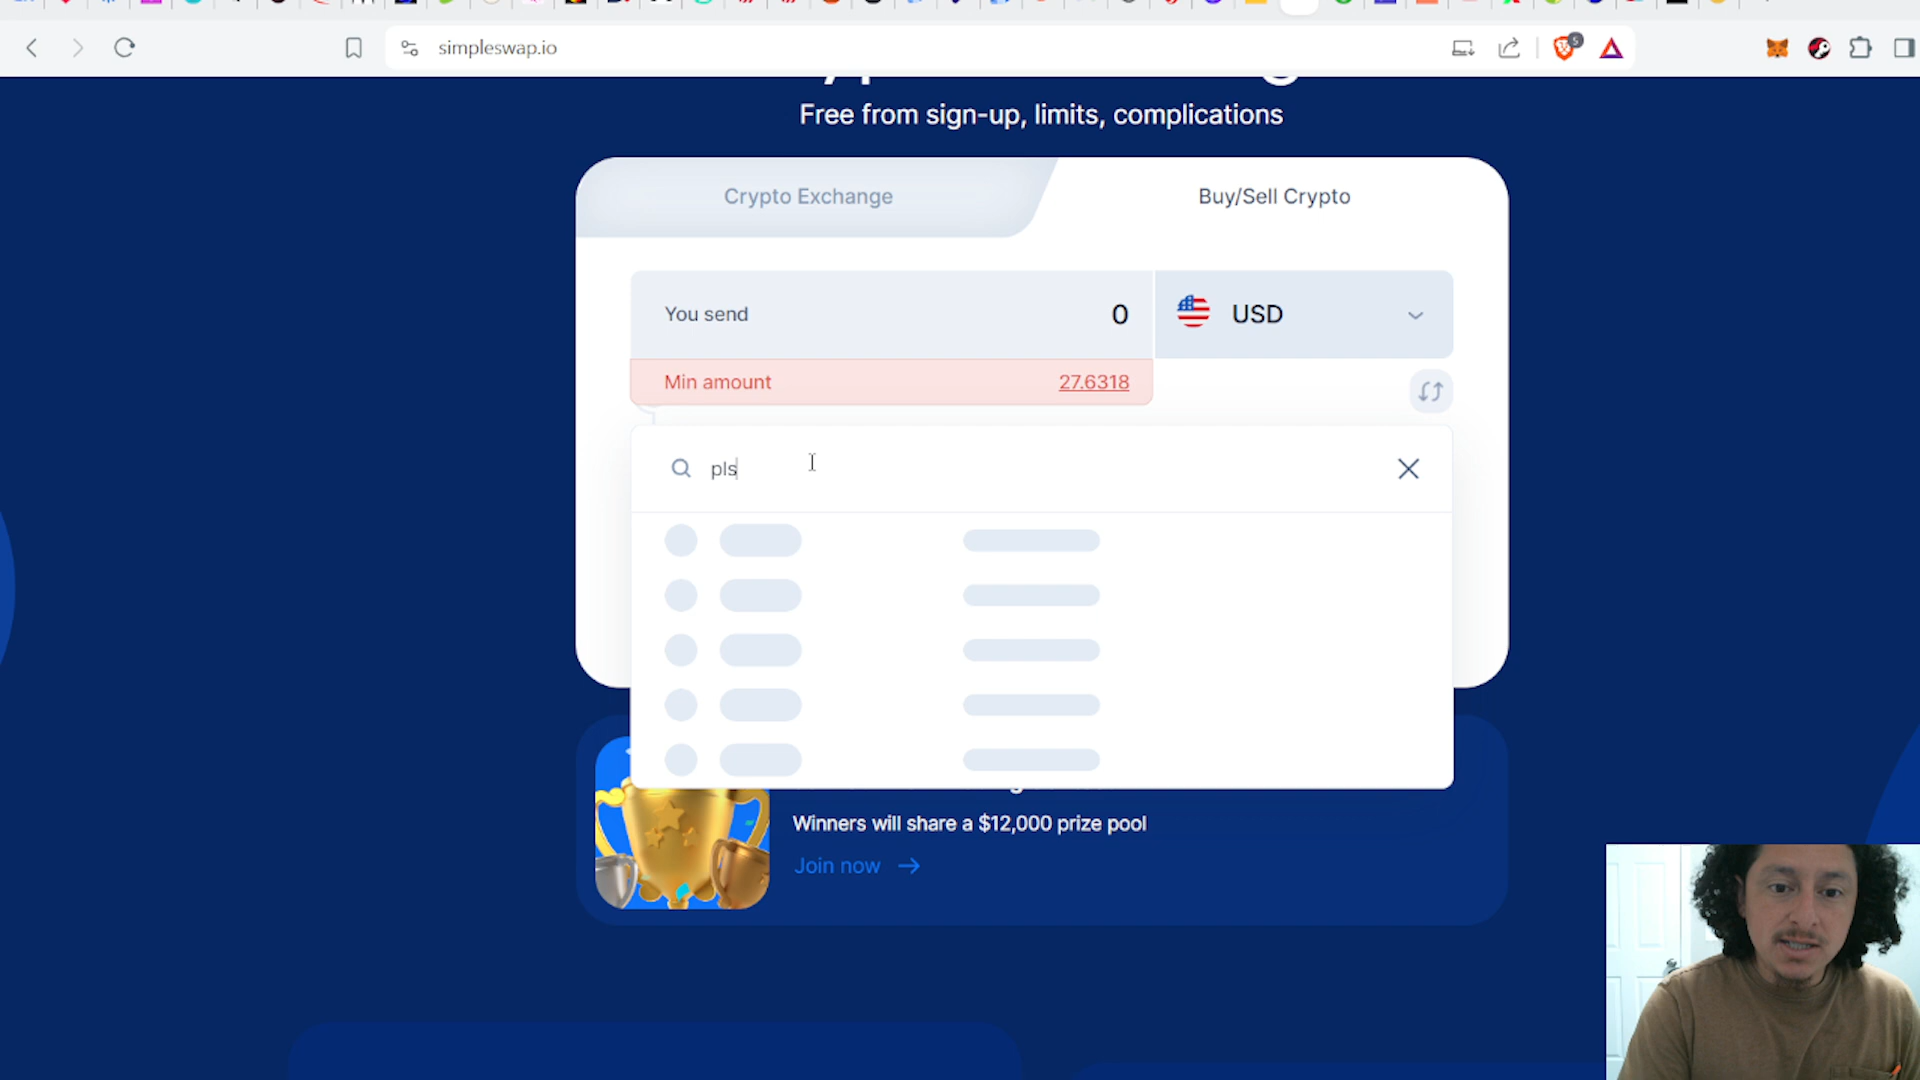 simpleswap.io
5
Free from sign-up, limits, complications
Crypto Exchange
Buy/Sell Crypto
You send
0
USD
Min amount
27.6318
pls
Winners will share a $12,000 prize pool
Join now